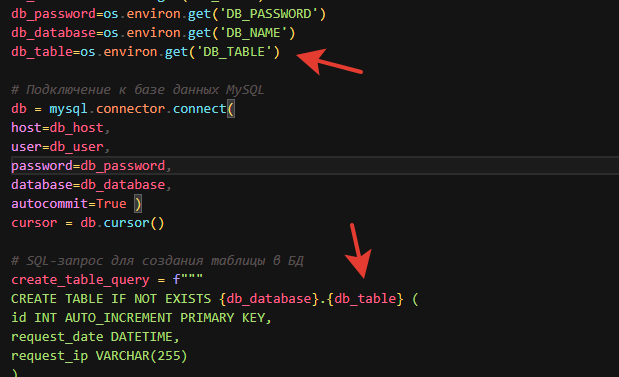 db_password=os.environ.get('DB_PASSWORD')
db_database=os.environ.get('DB_NAME')
db_table=os.environ.get('DB_TABLE')
# Подключение к базе данных MySQL
db = mysql.connector.connect(
host=db_host,
user=db_user,
password=db_password,
database=db_database,
autocommit=True )
cursor = db.cursor()
# SQL-запрос для создания таблицы в БД
create_table_query = f"""
CREATE TABLE IF NOT EXISTS {db_database}.{db_table} (
id INT AUTO_INCREMENT PRIMARY KEY,
request_date DATETIME,
request_ip VARCHAR(255)
)